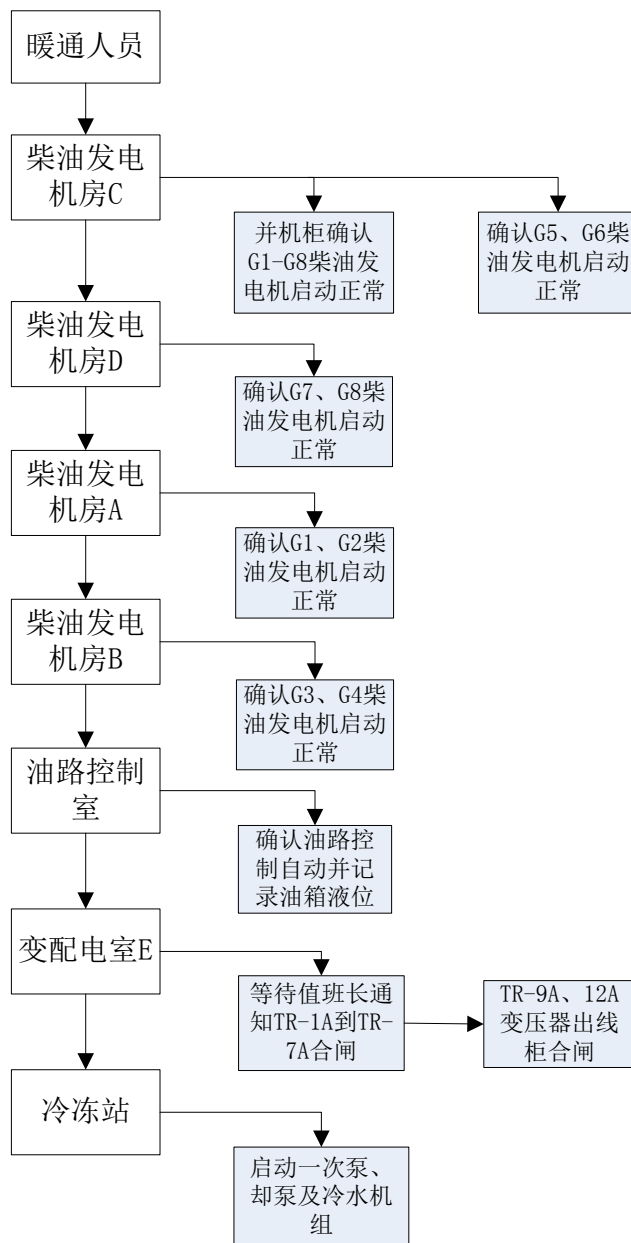 暖通人员
柴油发电
机房C
并机柜确认
G1-G8柴油发
电机启动正常
确认G5、G6柴
油发电机启动
正常
柴油发电
机房D
确认G7、G8柴
油发电机启动
正常
柴油发电
机房A
确认G1、G2柴
油发电机启动
正常
柴油发电
机房B
确认G3、G4柴
油发电机启动
正常
油路控制
室
确认油路控
制自动并记
录油箱液位
变配电室E
等待值班长通
知TR-1A到TR-
7A合闸
TR-9A、12A
变压器出线
柜合闸
冷冻站
启动一次泵、
却泵及冷水机
组